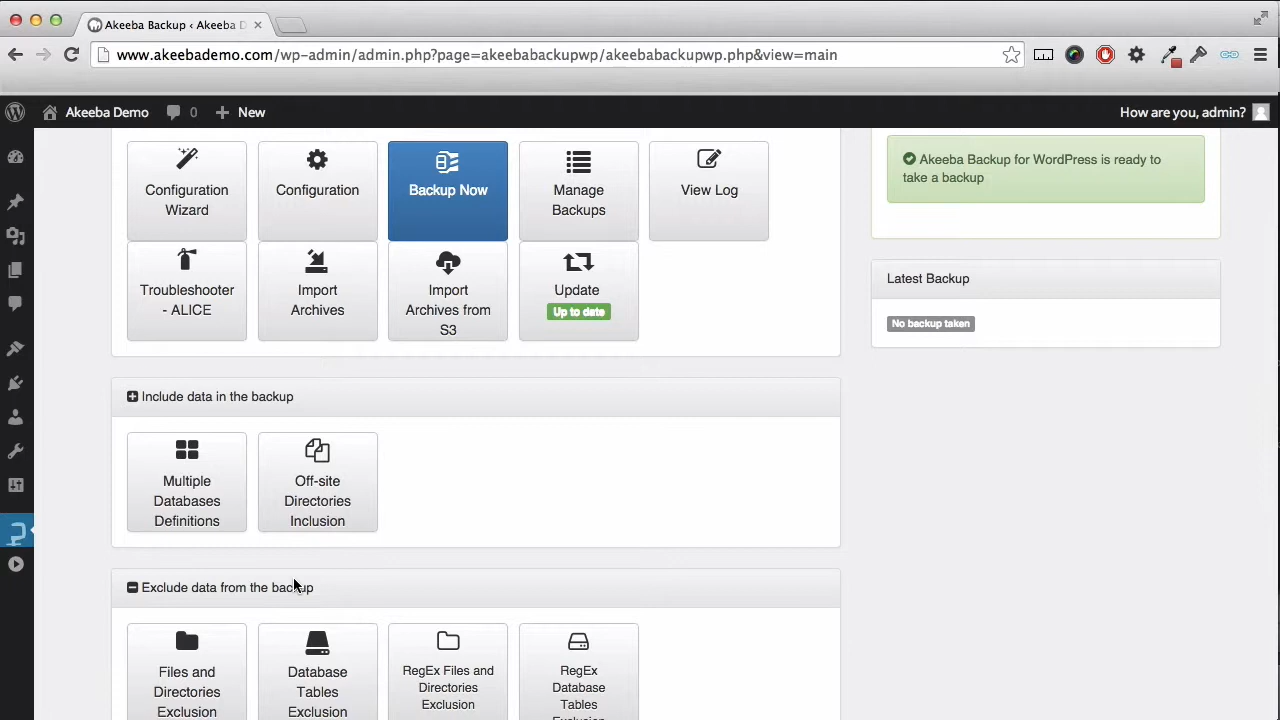 Akeeba Backup ‹ Akeeba D
www.akeebademo.com/wp-admin/admin.php?page=akeebabackupwp/akeebabackupwp.php&view=main
Akeeba Demo
0
New
How are you, admin?
Configuration
Wizard
Configuration
Backup Now
Manage
Backups
View Log
Akeeba Backup for WordPress is ready to
take a backup
Troubleshooter
- ALICE
Import
Archives
Import
Archives from
S3
Update
Up to date
Latest Backup
No backup taken
Include data in the backup
Multiple
Databases
Definitions
Off-site
Directories
Inclusion
Exclude data from the backup
Files and
Directories
Exclusion
Database
Tables
Exclusion
RegEx Files and
Directories
Exclusion
RegEx
Database
Tables
Exclusion